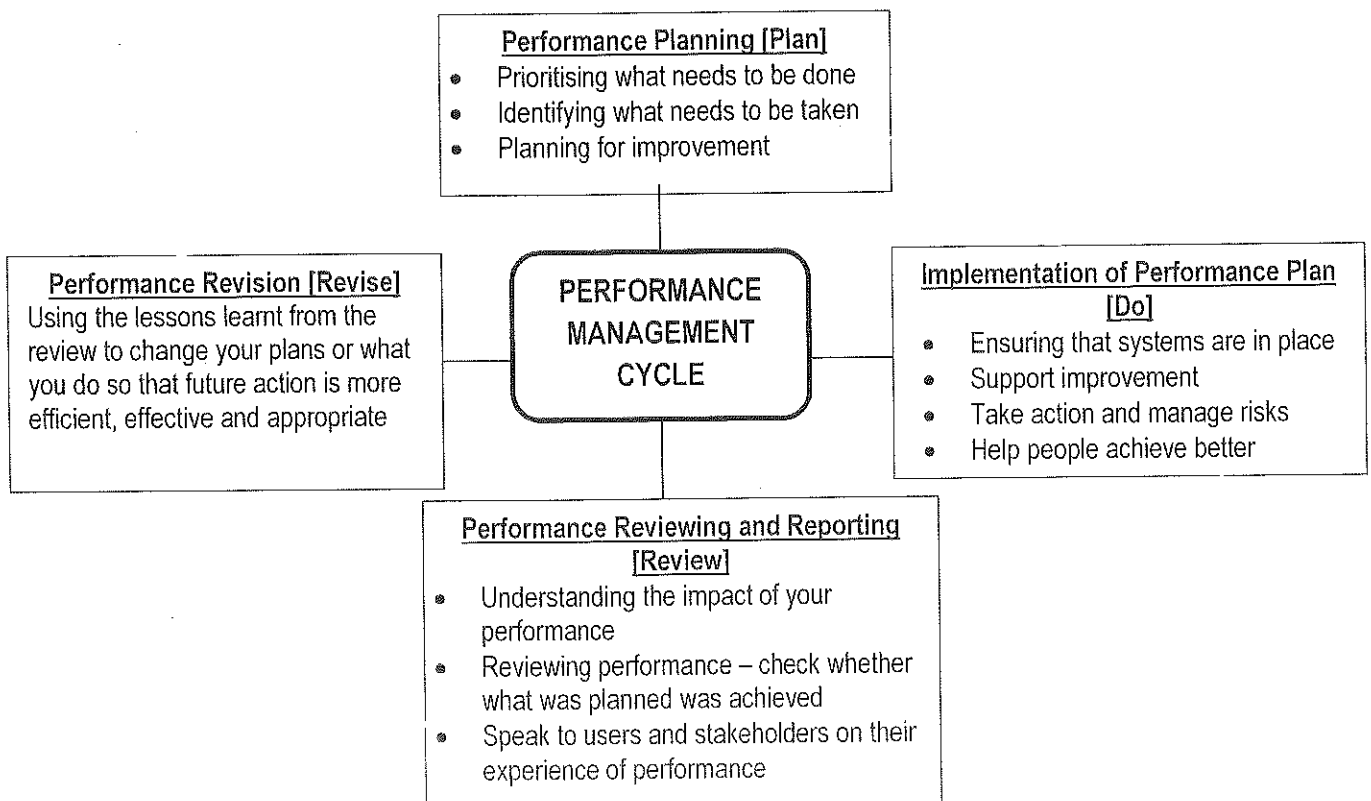 Performance Planning [Plan]
• Prioritising what needs to be done
• Identifying what needs to be taken
• Planning for improvement
Performance Revision [Revise]
Using the lessons learnt from the
review to change your plans or what
you do so that future action is more
efficient, effective and appropriate
PERFORMANCE
MANAGEMENT
CYCLE
Implementation of Performance Plan
[Do]
• Ensuring that systems are in place
• Support improvement
• Take action and manage risks
• Help people achieve better
Performance Reviewing and Reporting
[Review]
• Understanding the impact of your
performance
• Reviewing performance – check whether
what was planned was achieved
• Speak to users and stakeholders on their
experience of performance